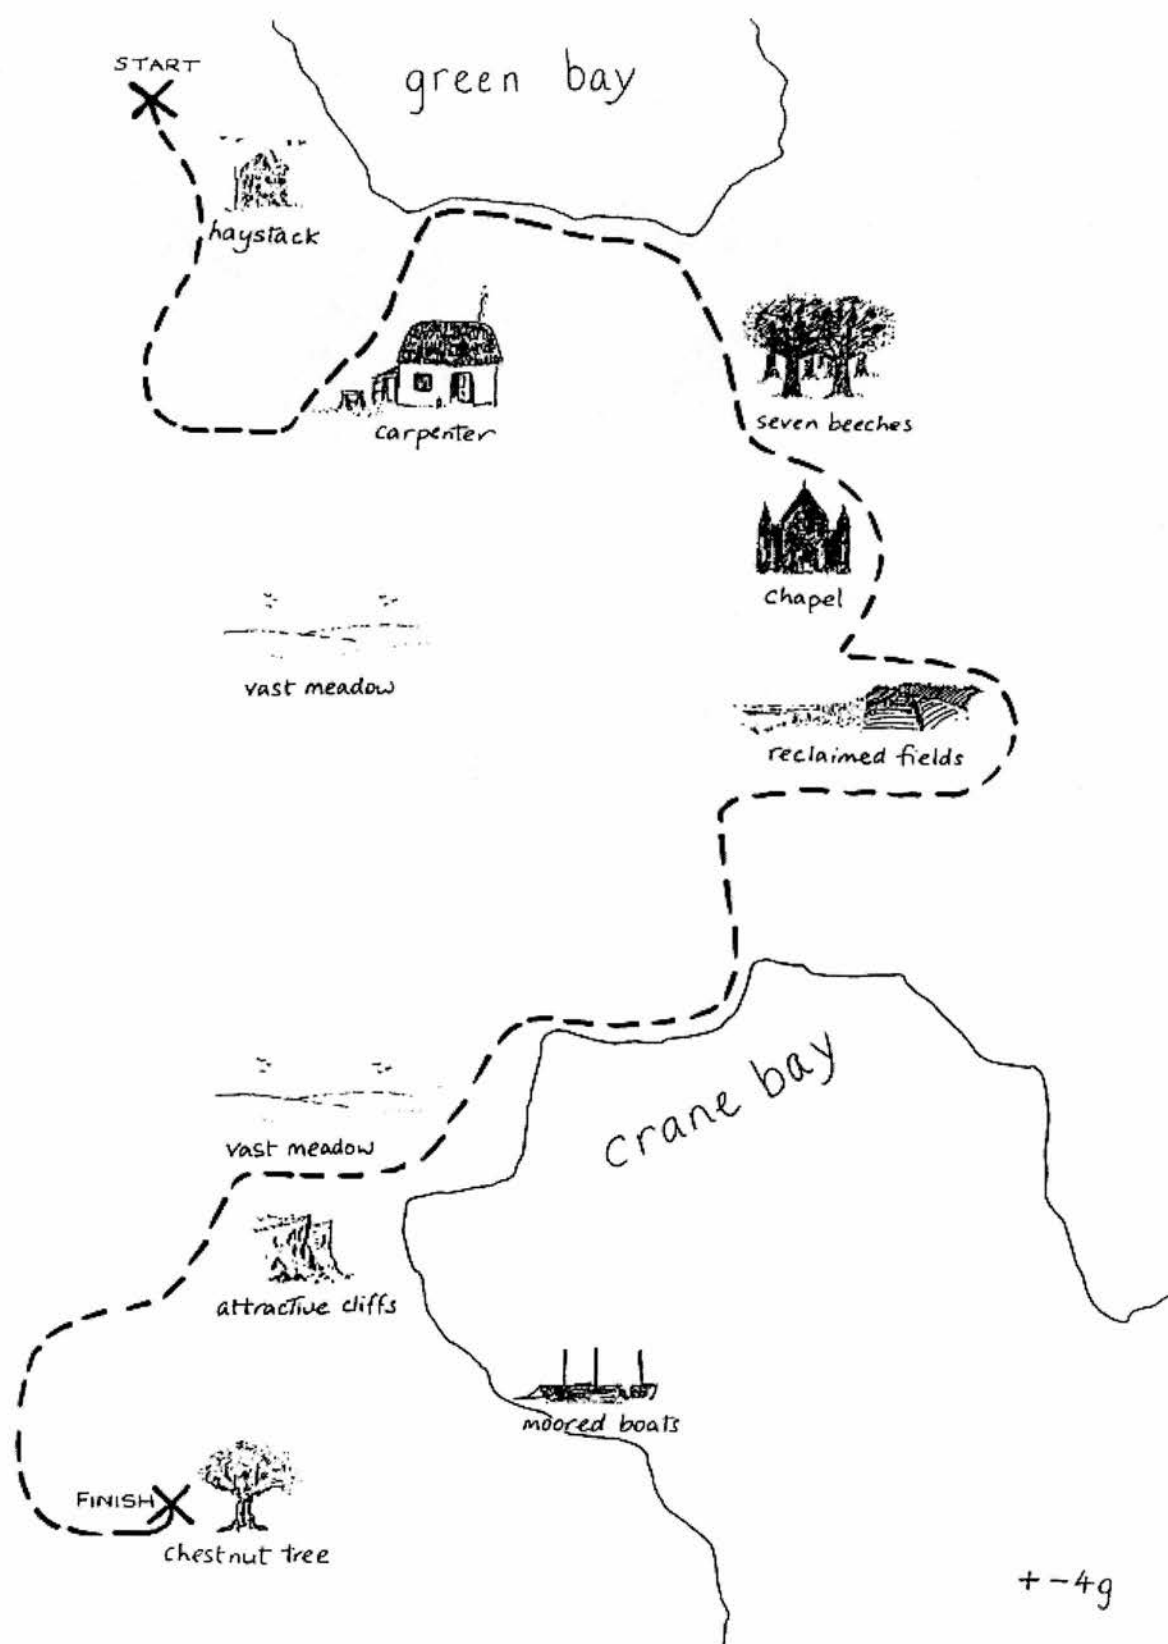 START
green bay
haystack
carpenter
seven beeches
chapel
vast meadow
reclaimed fields
crane bay
vast meadow
attractive cliffs
moored boats
FINISH
chestnut tree
+-4g